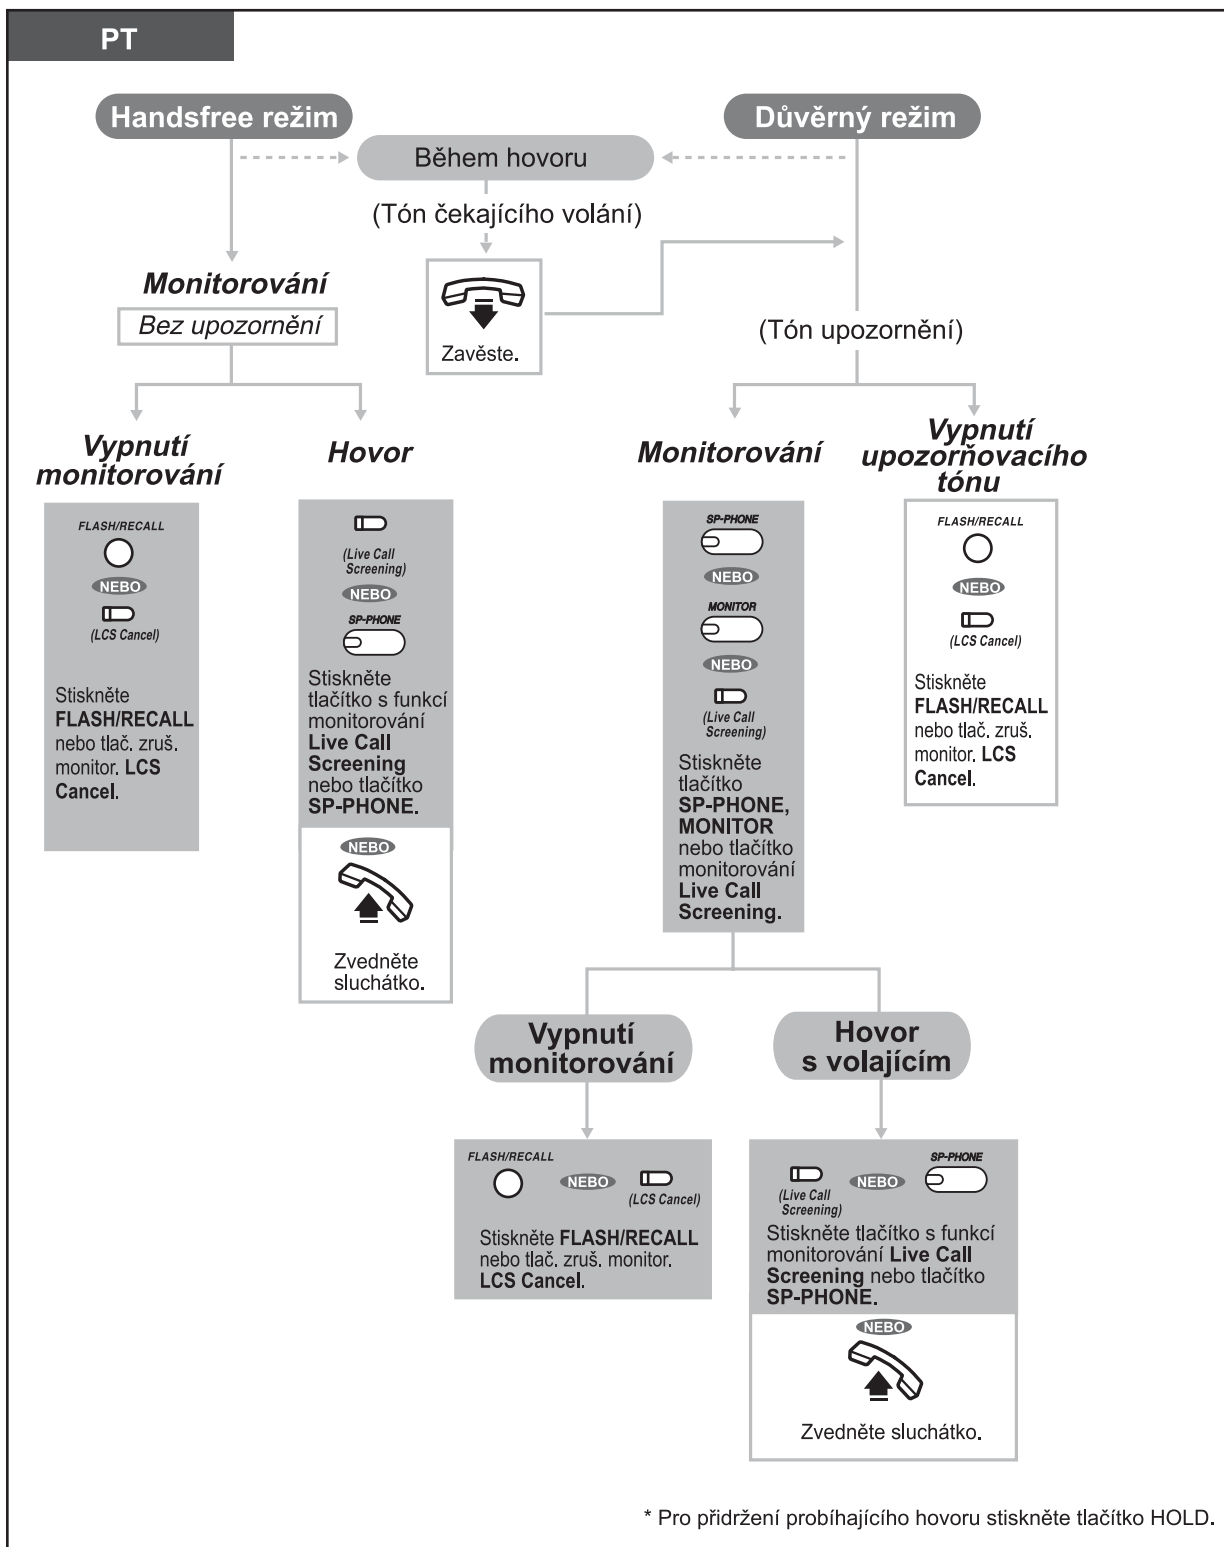 PT
Handsfree režim
Důvěrný režim
Během hovoru
(Tón čekajícího volání)
Monitorování
Bez upozornění
Zavěste.
(Tón upozornění)
Vypnutí
monitorování
FLASH/RECALL
NEBO
(LCS Cancel)
Stiskněte
FLASH/RECALL
nebo tlač. zruš.
monitor. LCS
Cancel.
Hovor
(Live Call
Screening)
NEBO
SP-PHONE
Stiskněte
tlačítko s funkcí
monitorování
Live Call
Screening
nebo tlačítko
SP-PHONE.
NEBO
Zvedněte
sluchátko.
Monitorování
SP-PHONE
NEBO
MONITOR
NEBO
(Live Call
Screening)
Stiskněte
tlačítko
SP-PHONE,
MONITOR
nebo tlačítko
monitorování
Live Call
Screening.
Vypnutí
upozorňovacího
tónu
FLASH/RECALL
NEBO
(LCS Cancel)
Stiskněte
FLASH/RECALL
nebo tlač. zruš.
monitor. LCS
Cancel.
Vypnutí
monitorování
FLASH/RECALL
NEBO
(LCS Cancel)
Stiskněte FLASH/RECALL
nebo tlač. zruš. monitor.
LCS Cancel.
Hovor
s volajícím
(Live Call
Screening)
NEBO
SP-PHONE
Stiskněte tlačítko s funkcí
monitorování Live Call
Screening nebo tlačítko
SP-PHONE.
NEBO
Zvedněte sluchátko.
* Pro přidržení probíhajícího hovoru stiskněte tlačítko HOLD.